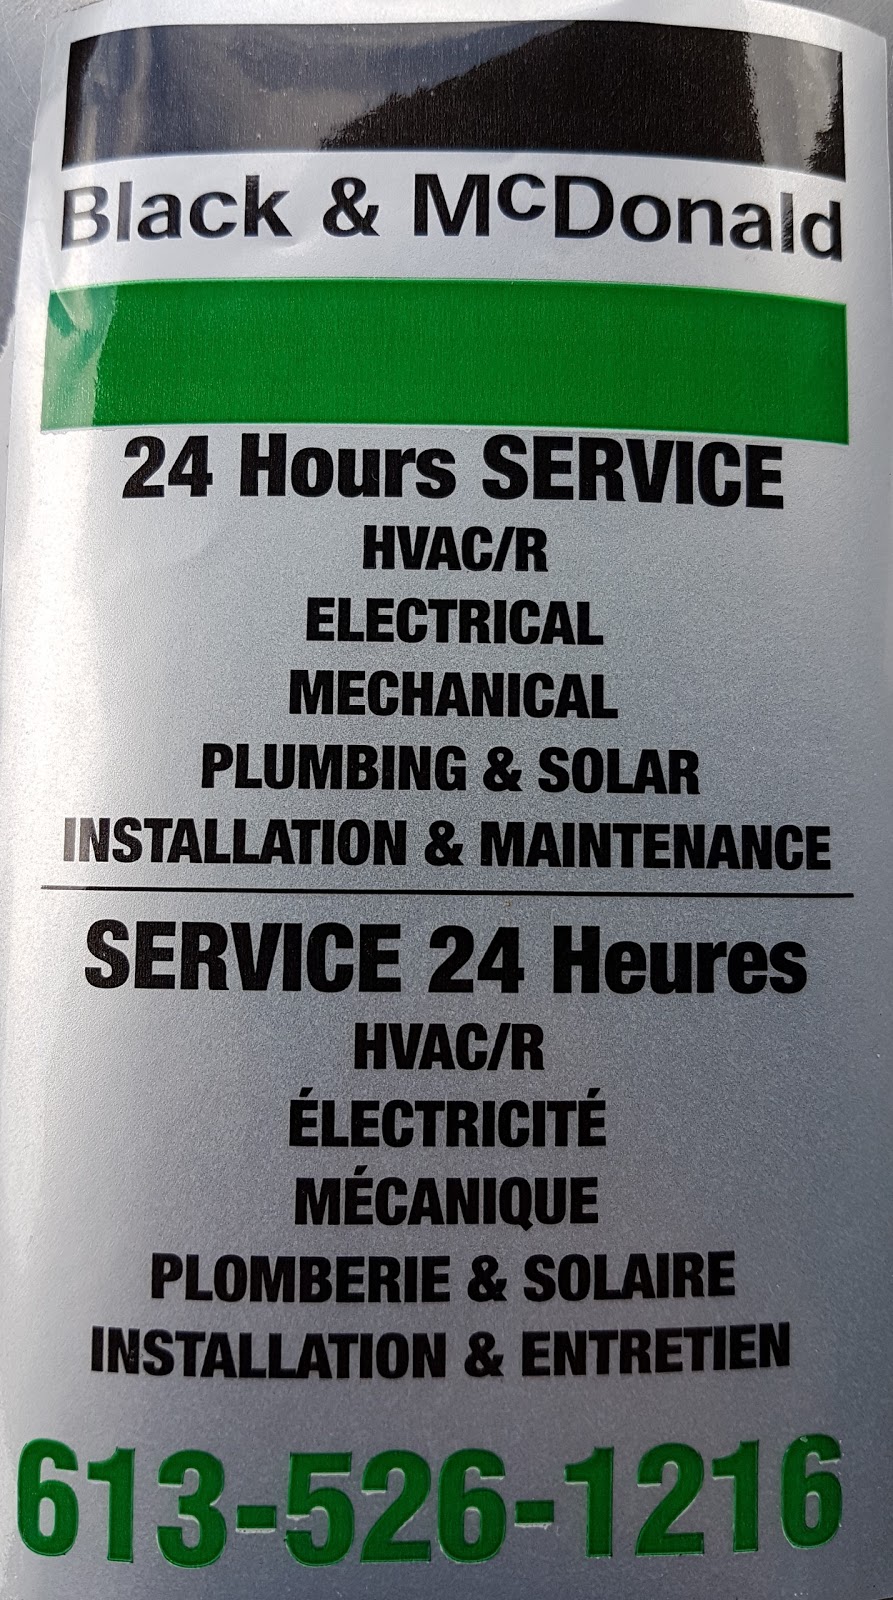 Black & McDonald
24 Hours SERVICE
HVAC/R
ELECTRICAL
MECHANICAL
PLUMBING & SOLAR
INSTALLATION & MAINTENANCE
SERVICE 24 Heures
HVAC/R
ÉLECTRICITÉ
MÉCANIQUE
PLOMBERIE & SOLAIRE
INSTALLATION & ENTRETIEN
613-526-1216